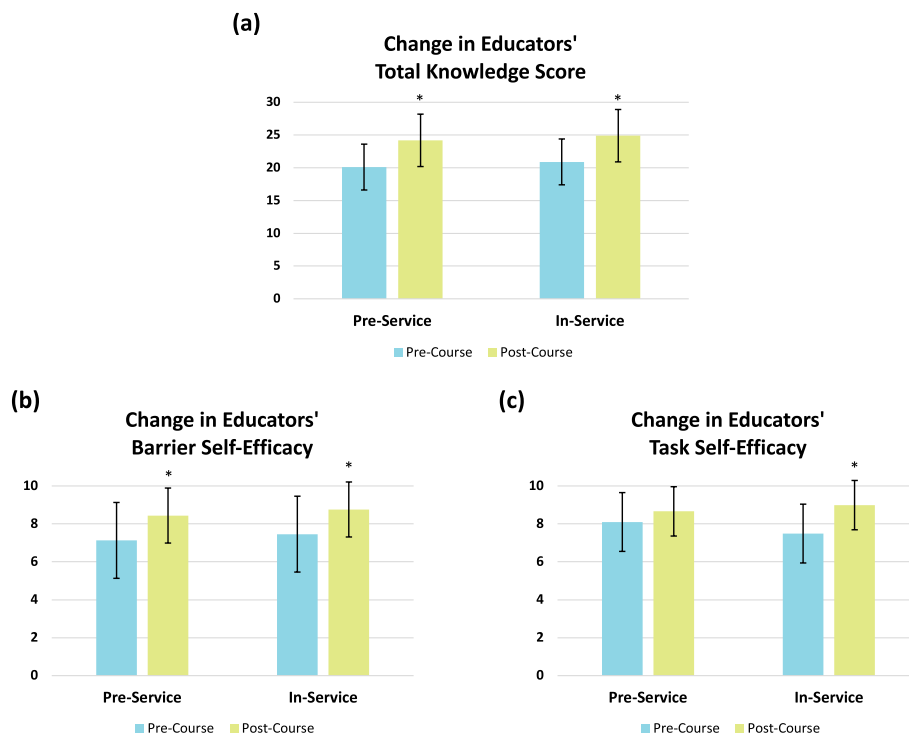 (a)
Change in Educators'
Total Knowledge Score
30
25
20
15
10
5
0
*
*
Pre-Service
In-Service
Pre-Course
Post-Course
(b)
Change in Educators'
Barrier Self-Efficacy
10
8
6
4
2
0
*
*
Pre-Service
In-Service
Pre-Course
Post-Course
(c)
Change in Educators'
Task Self-Efficacy
10
8
6
4
2
0
*
Pre-Service
In-Service
Pre-Course
Post-Course